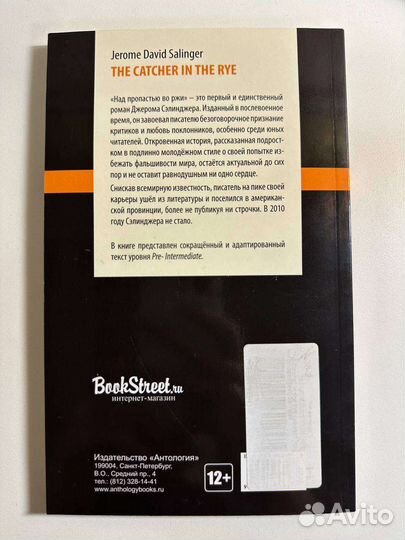 Jerome David Salinger
THE CATCHER IN THE RYE
«Над пропастью во ржи» – это первый и единственный
роман Джерома Сэлинджера. Изданный в послевоенное
время, он завоевал писателю безоговорочное признание
критиков и любовь поклонников, особенно среди юных
читателей. Откровенная история, рассказанная подрост-
ком в подлинно молодёжном стиле о своей попытке из-
бежать фальшивости мира, остаётся актуальной до сих
пор и не оставит равнодушным ни одно сердце.
Снискав всемирную известность, писатель на пике своей
карьеры ушёл из литературы и поселился в американ-
ской провинции, более не публикуя ни строчки. В 2010
году Сэлинджера не стало.
В книге представлен сокращённый и адаптированный
текст уровня Pre- Intermediate.
BookStreet.ru
интернет-магазин
Издательство «Антология»
199004, Санкт-Петербург,
В.О., Средний пр., 4
тел.: (812) 328-14-41
www.anthologybooks.ru
12+
Avito